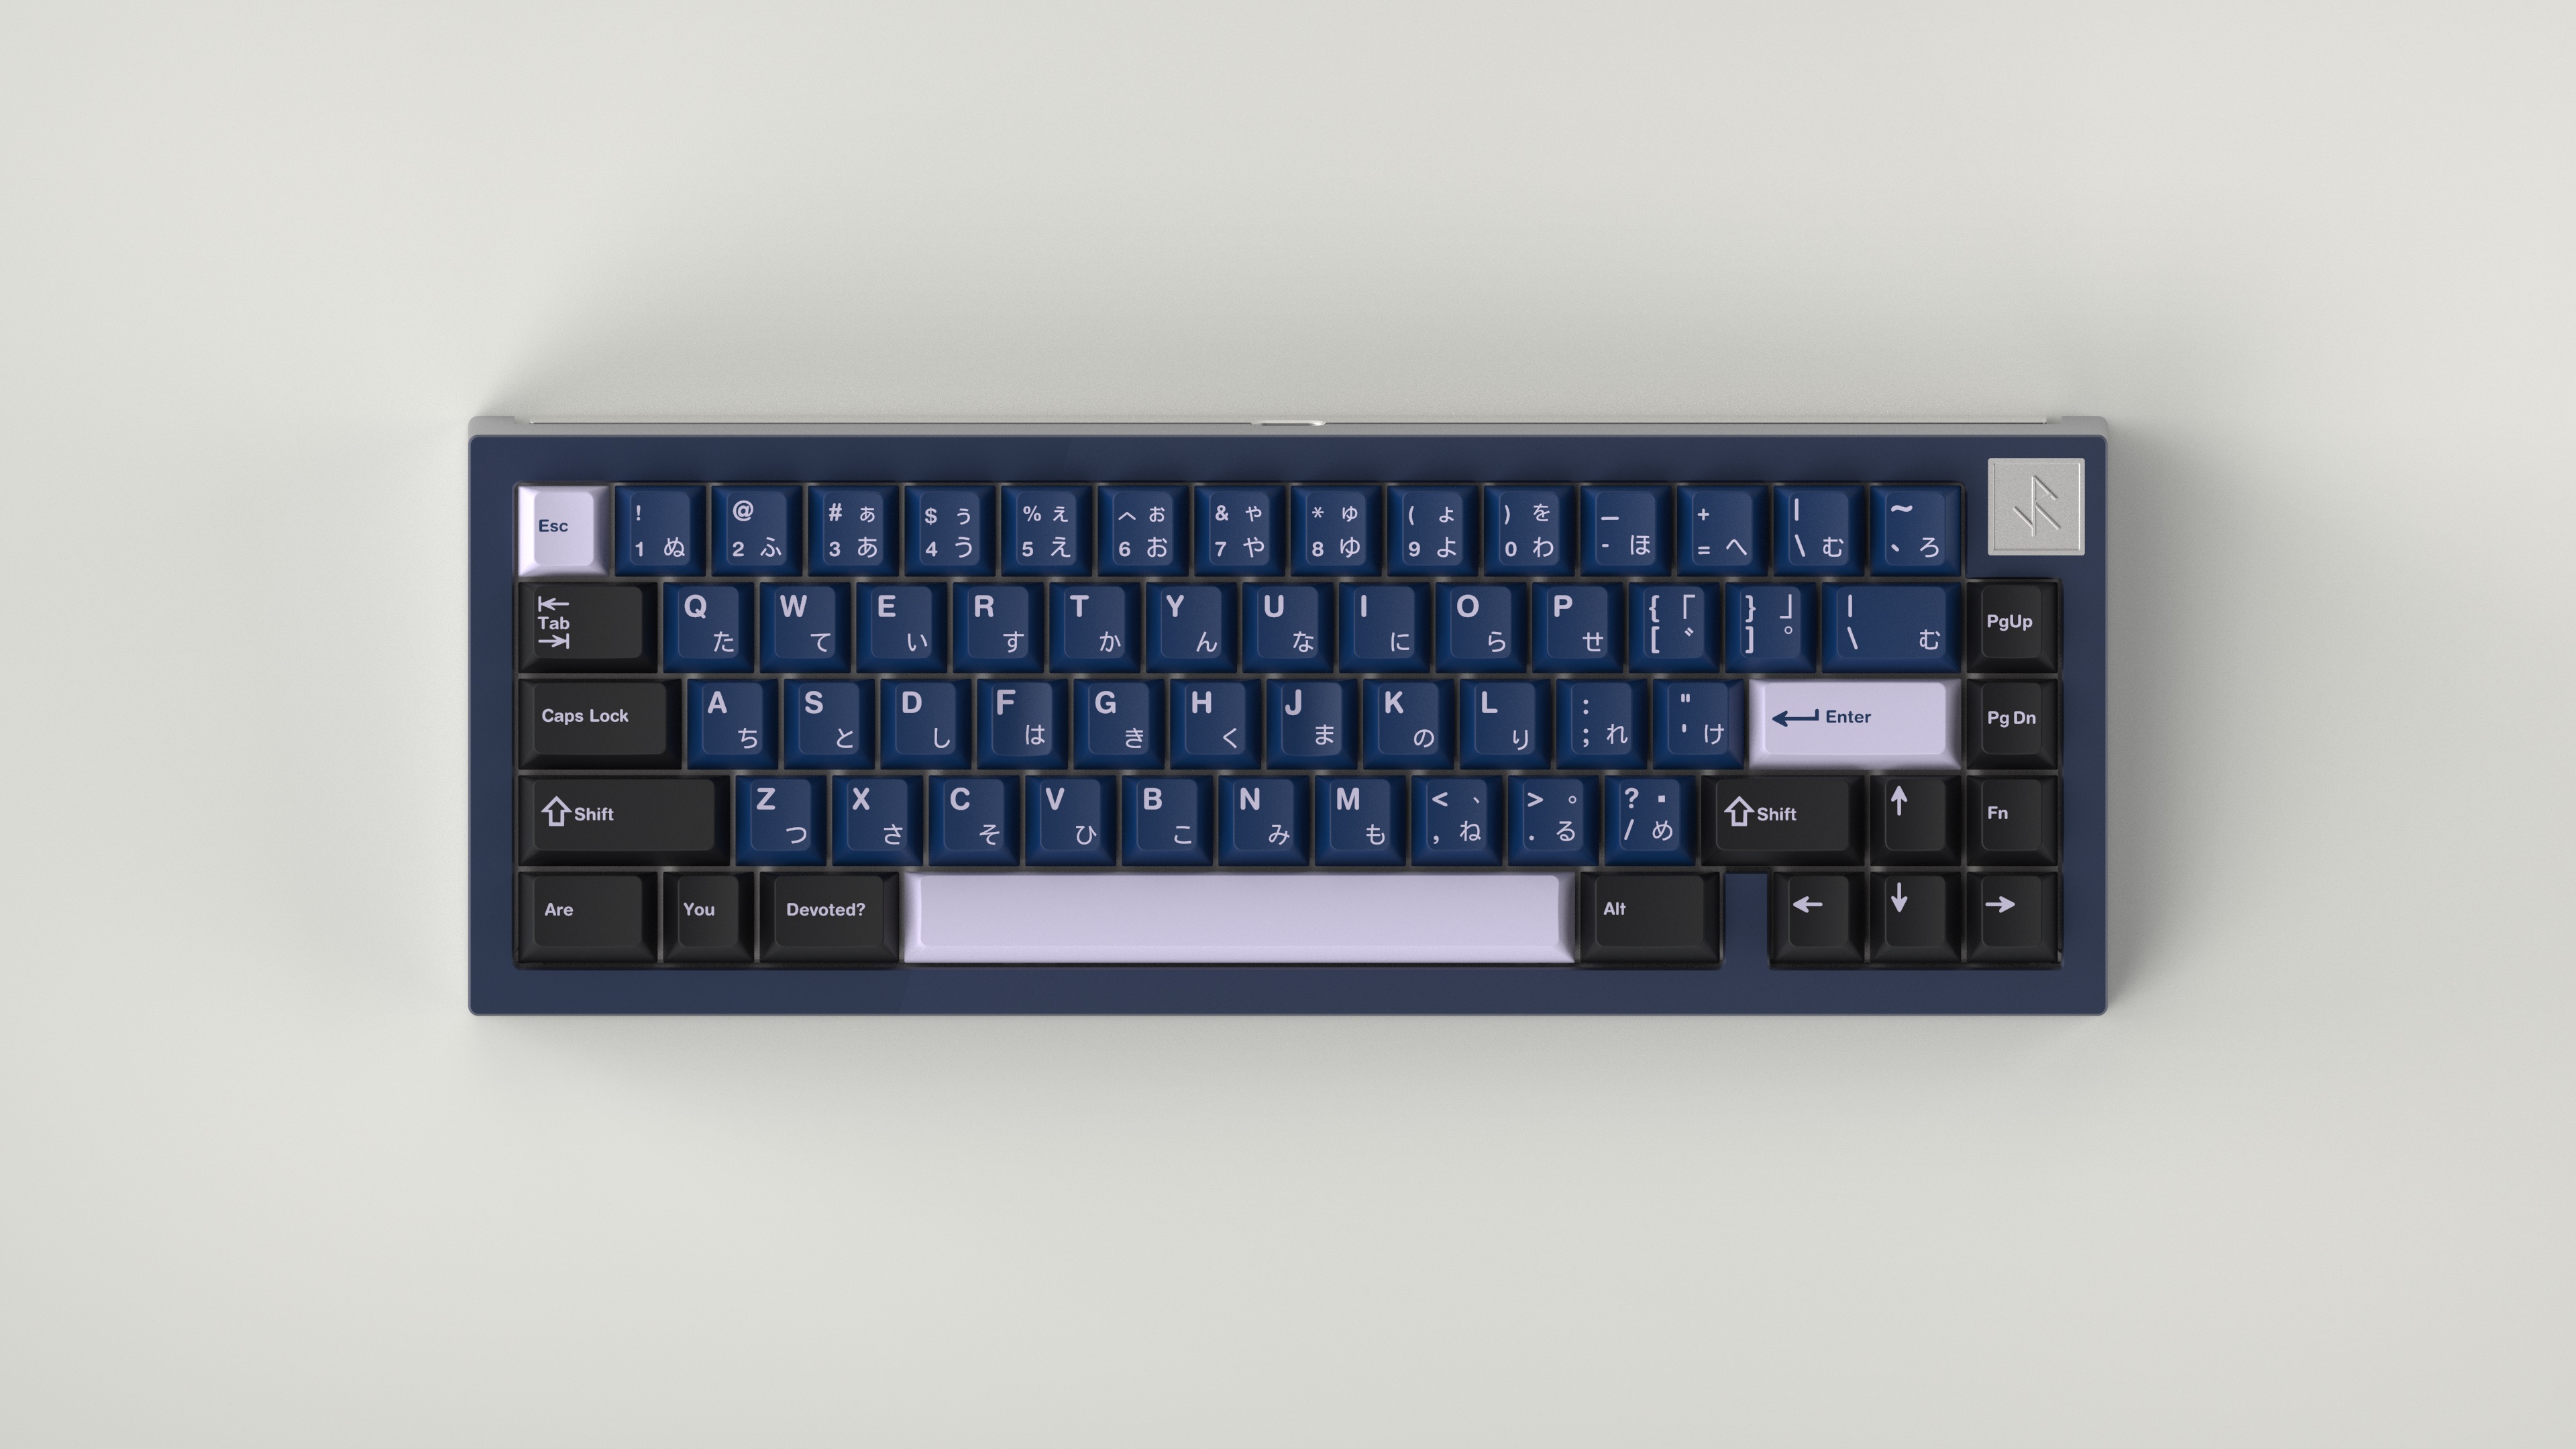 Esc ! 1 ぬ @ 2 ふ # ぁ 3 あ $ ぅ 4 う % ぇ 5 え ^ ぉ 6 お & ゃ 7 や * ゅ 8 ゆ ( ょ 9 よ ) を 0 わ _ - ほ + = へ | \ む ~ ` ろ
Tab Q た W て E い R す T か Y ん U な I に O ら P せ { 「 [ ゛ } 」 ] ゜ | \ む PgUp
Caps Lock A ち S と D し F は G き H く J ま K の L り : ; れ " ' け Enter Pg Dn
Shift Z つ X さ C そ V ひ B こ N み M も < 、 , ね > 。 . る ? ・ / め Shift ↑ Fn
Are You Devoted? Alt ← ↓ →